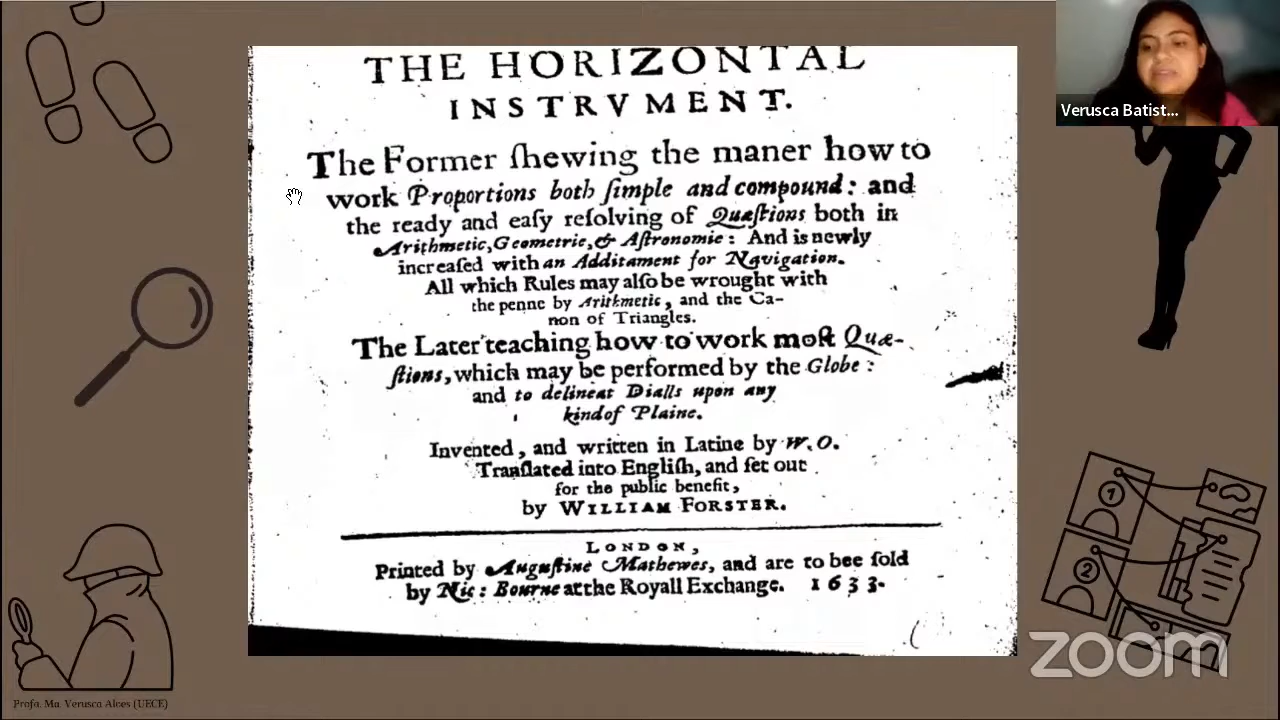 THE HORIZONTAL
INSTRVMENT.
The Former ſhewing the maner how to
work Proportions both ſimple and compound: and
the ready and eaſy reſolving of Quæſtions both in
Arithmetic, Geometrie, & Aſtronomie: And is newly
increaſed with an Additament for Navigation.
All which Rules may alſo be wrought with
the penne by Arithmetic, and the Ca-
non of Triangles.
The Later teaching how to work moſt Quæ-
ſtions, which may be performed by the Globe:
and to delineat Dialls upon any
kind of Plaine.
Invented, and written in Latine by W. O.
Tranſlated into Engliſh, and ſet out
for the public benefit,
by WILLIAM FORSTER.
LONDON,
Printed by Auguſtine Mathewes, and are to bee ſold
by Nic: Bourne at the Royall Exchange. 1633.
Verusca Batist...
1
2
zoom
Profa. Ma. Verusca Alves (UECE)